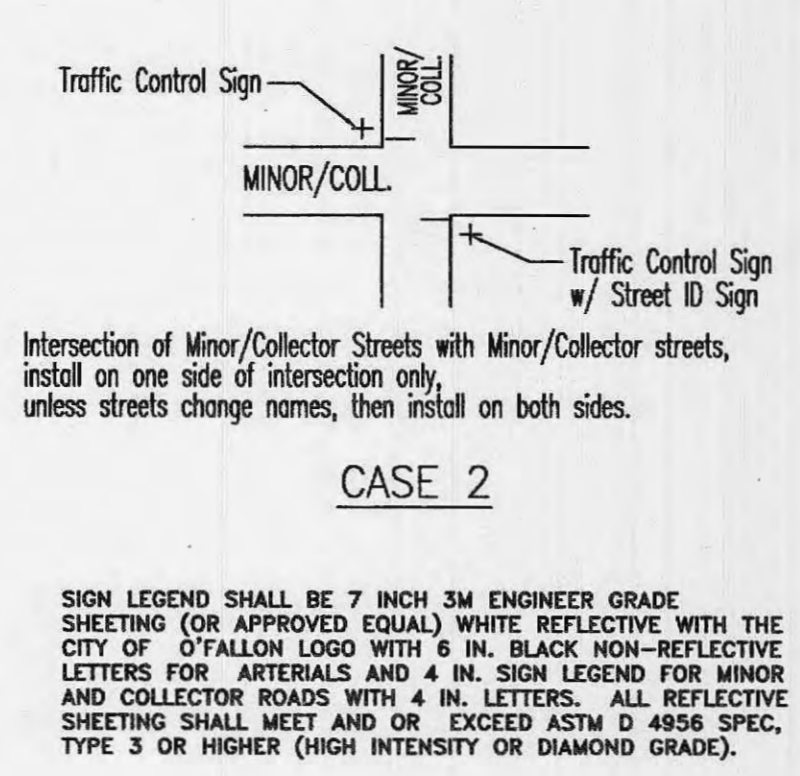 Traffic Control Sign
MINOR/
COLL.
MINOR/COLL.
Traffic Control Sign
w/ Street ID Sign
Intersection of Minor/Collector Streets with Minor/Collector streets,
install on one side of intersection only,
unless streets change names, then install on both sides.
CASE 2
SIGN LEGEND SHALL BE 7 INCH 3M ENGINEER GRADE
SHEETING (OR APPROVED EQUAL) WHITE REFLECTIVE WITH THE
CITY OF O'FALLON LOGO WITH 6 IN. BLACK NON-REFLECTIVE
LETTERS FOR ARTERIALS AND 4 IN. SIGN LEGEND FOR MINOR
AND COLLECTOR ROADS WITH 4 IN. LETTERS. ALL REFLECTIVE
SHEETING SHALL MEET AND OR EXCEED ASTM D 4956 SPEC,
TYPE 3 OR HIGHER (HIGH INTENSITY OR DIAMOND GRADE).